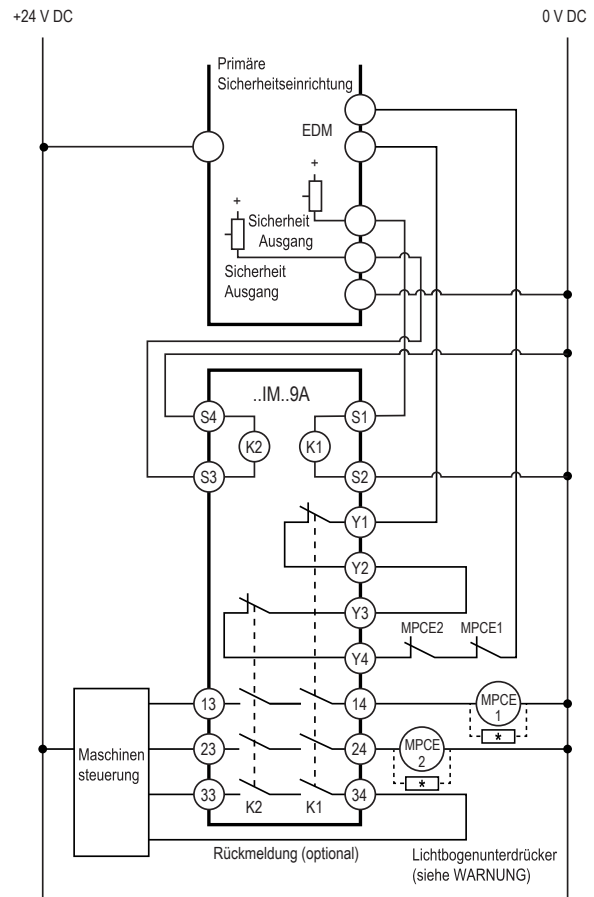 +24 V DC
0 V DC
Primäre
Sicherheitseinrichtung
EDM
+
+
Sicherheit
Ausgang
Sicherheit
Ausgang
..IM..9A
S4
S1
K2
K1
S3
S2
Y1
Y2
Y3
MPCE2
MPCE1
Y4
13
14
MPCE
1
*
Maschinen
steuerung
23
24
MPCE
2
*
33
K2
K1
34
Rückmeldung (optional)
Lichtbogenunterdrücker
(siehe WARNUNG)